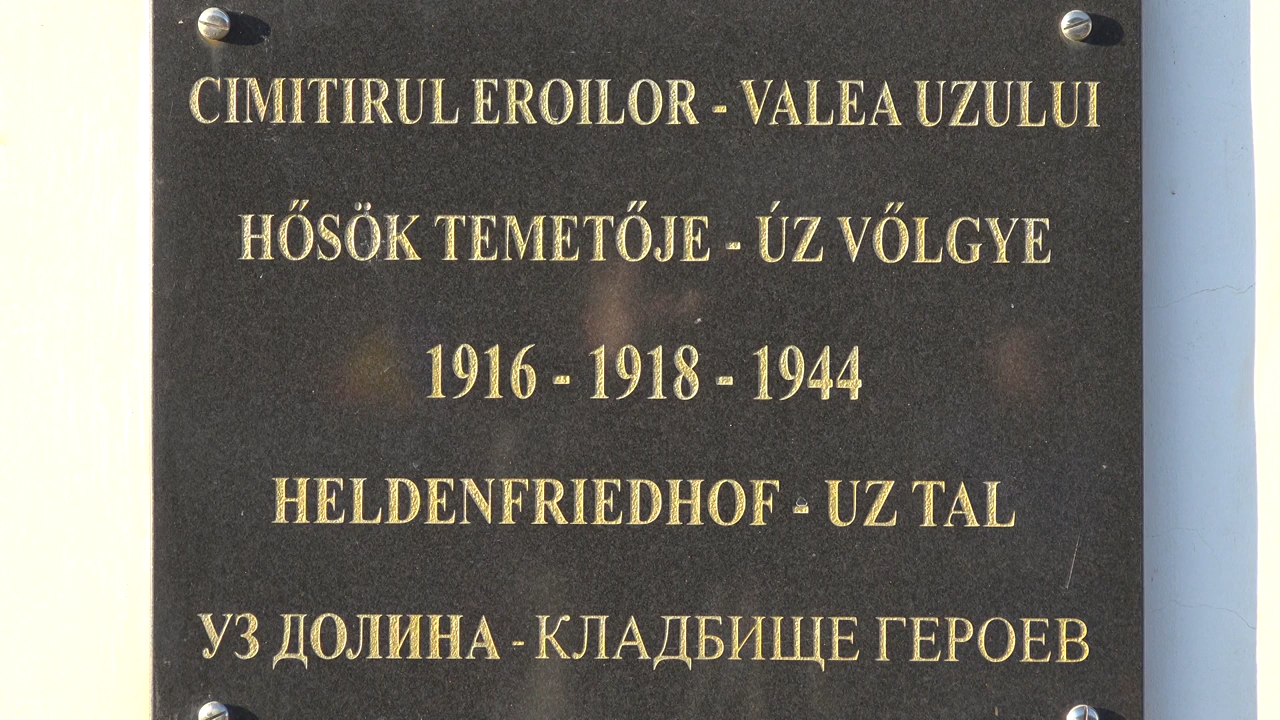 CIMITIRUL EROILOR - VALEA UZULUI
HŐSÖK TEMETŐJE - ÚZ VŐLGYE
1916 - 1918 - 1944
HELDENFRIEDHOF - UZ TAL
УЗ ДОЛИНА - КЛАДБИЩЕ ГЕРОЕВ